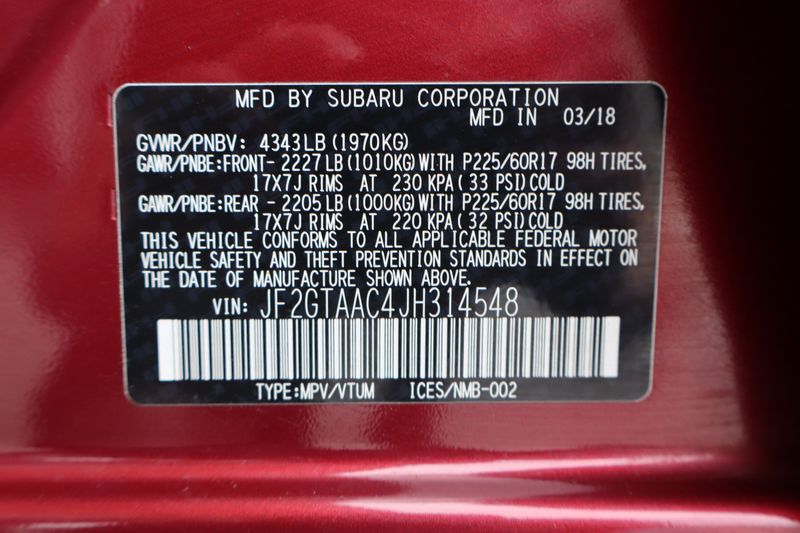 MFD BY SUBARU CORPORATION
MFD IN 03/18
GVWR/PNBV: 4343LB (1970KG)
GAWR/PNBE:FRONT- 2227LB (1010KG) WITH P225/60R17 98H TIRES,
17X7J RIMS AT 230 KPA( 33 PSI)COLD
GAWR/PNBE:REAR - 2205LB (1000KG) WITH P225/60R17 98H TIRES,
17X7J RIMS AT 220 KPA( 32 PSI)COLD
THIS VEHICLE CONFORMS TO ALL APPLICABLE FEDERAL MOTOR
VEHICLE SAFETY AND THEFT PREVENTION STANDARDS IN EFFECT ON
THE DATE OF MANUFACTURE SHOWN ABOVE.
VIN: JF2GTAAC4JH314548
TYPE:MPV/VTUM ICES/NMB-002